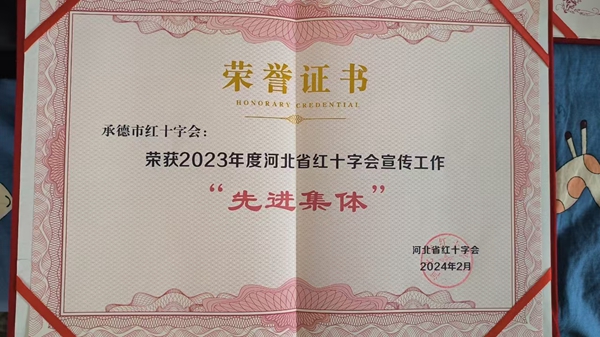 荣誉证书
HONORARY CREDENTIAL
承德市红十字会：
荣获2023年度河北省红十字会宣传工作
“先进集体”
河北省红十字会
2024年2月